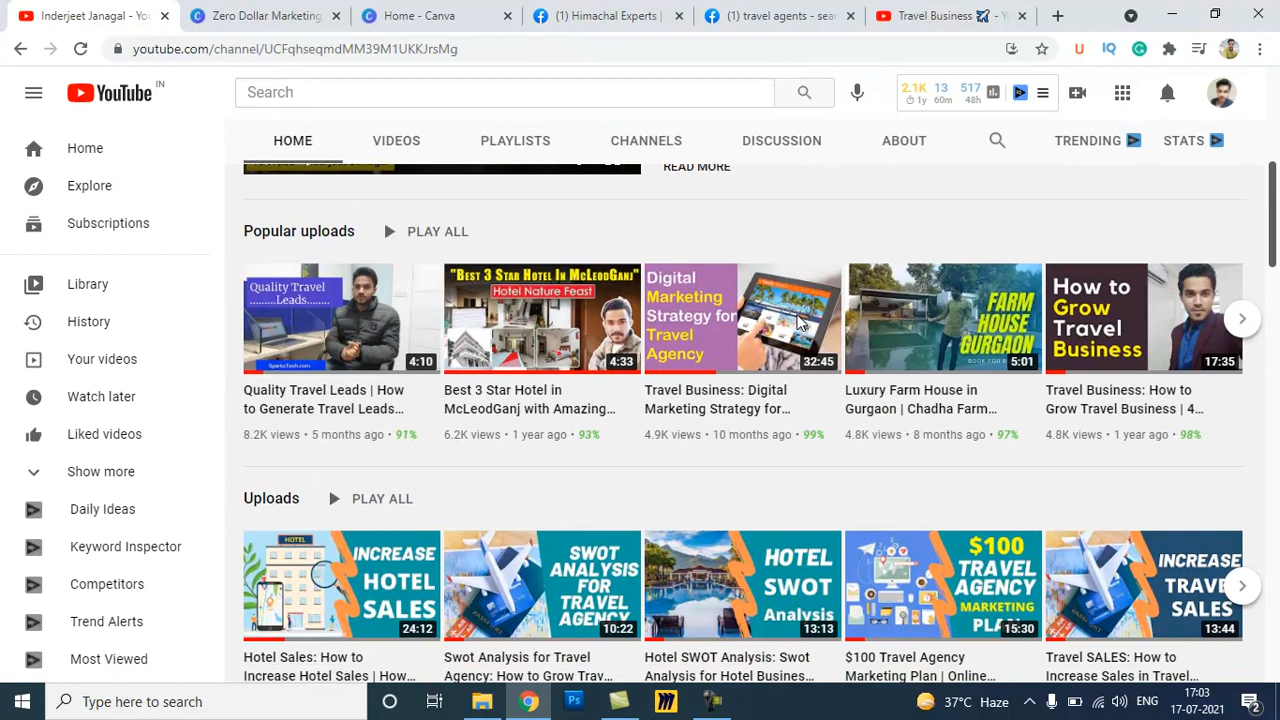 Inderjeet Janagal - You
Zero Dollar Marketing
Home - Canva
(1) Himachal Experts |
(1) travel agents - sear
Travel Business
youtube.com/channel/UCFqhseqmdMM39M1UKKJrsMg
YouTube IN
Search
2.1K 13 517
1y 60m 48h
HOME VIDEOS PLAYLISTS CHANNELS DISCUSSION ABOUT TRENDING STATS
Home
Explore
Subscriptions
Library
History
Your videos
Watch later
Liked videos
Show more
Daily Ideas
Keyword Inspector
Competitors
Trend Alerts
Most Viewed
READ MORE
Popular uploads PLAY ALL
Quality Travel
Leads.
SparkoTech.com
4:10
Quality Travel Leads | How
to Generate Travel Leads...
8.2K views • 5 months ago • 91%
"BEST 3 STAR HOTEL IN MCLEODGANJ"
Hotel Nature Feast
4:33
Best 3 Star Hotel in
McLeodGanj with Amazing...
6.2K views • 1 year ago • 93%
Digital
Marketing
Strategy for
Travel
Agency
32:45
Travel Business: Digital
Marketing Strategy for...
4.9K views • 10 months ago • 99%
FARM
HOUSE
GURGAON
5:01
Luxury Farm House in
Gurgaon | Chadha Farm...
4.8K views • 8 months ago • 97%
How to
Grow
Travel
Business
17:35
Travel Business: How to
Grow Travel Business | 4...
4.8K views • 1 year ago • 98%
Uploads PLAY ALL
HOTEL
INCREASE
HOTEL
SALES
24:12
Hotel Sales: How to
Increase Hotel Sales | How...
SWOT
ANALYSIS
FOR
TRAVEL
AGENCY
10:22
Swot Analysis for Travel
Agency: How to Grow Trav...
HOTEL
SWOT
Analysis
13:13
Hotel SWOT Analysis: Swot
Analysis for Hotel Busines...
$100
TRAVEL
AGENCY
MARKETING
PLAN
15:30
$100 Travel Agency
Marketing Plan | Online...
INCREASE
TRAVEL
SALES
13:44
Travel SALES: How to
Increase Sales in Travel...
Type here to search
37°C Haze
ENG
17:03
17-07-2021
2